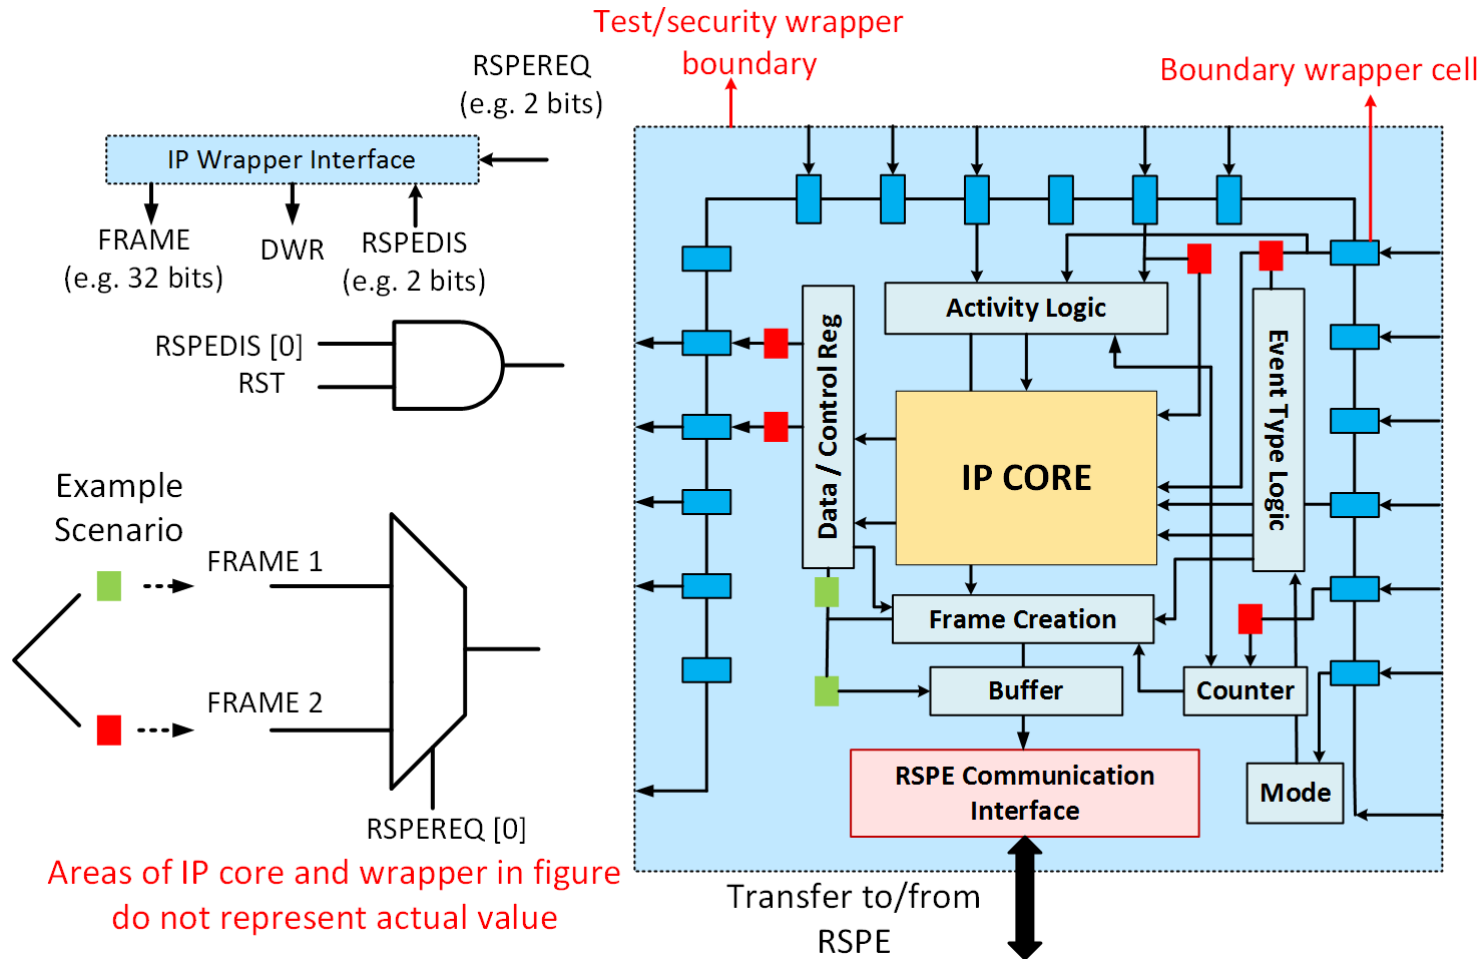 Test/security wrapper
boundary
Boundary wrapper cell
RSPEREQ
(e.g. 2 bits)
IP Wrapper Interface
FRAME
(e.g. 32 bits)
DWR
RSPEDIS
(e.g. 2 bits)
RSPEDIS [0]
RST
Example
Scenario
FRAME 1
FRAME 2
RSPEREQ [0]
Areas of IP core and wrapper in figure
do not represent actual value
Activity Logic
Data / Control Reg
Event Type Logic
IP CORE
Frame Creation
Buffer
Counter
RSPE Communication
Interface
Mode
Transfer to/from
RSPE